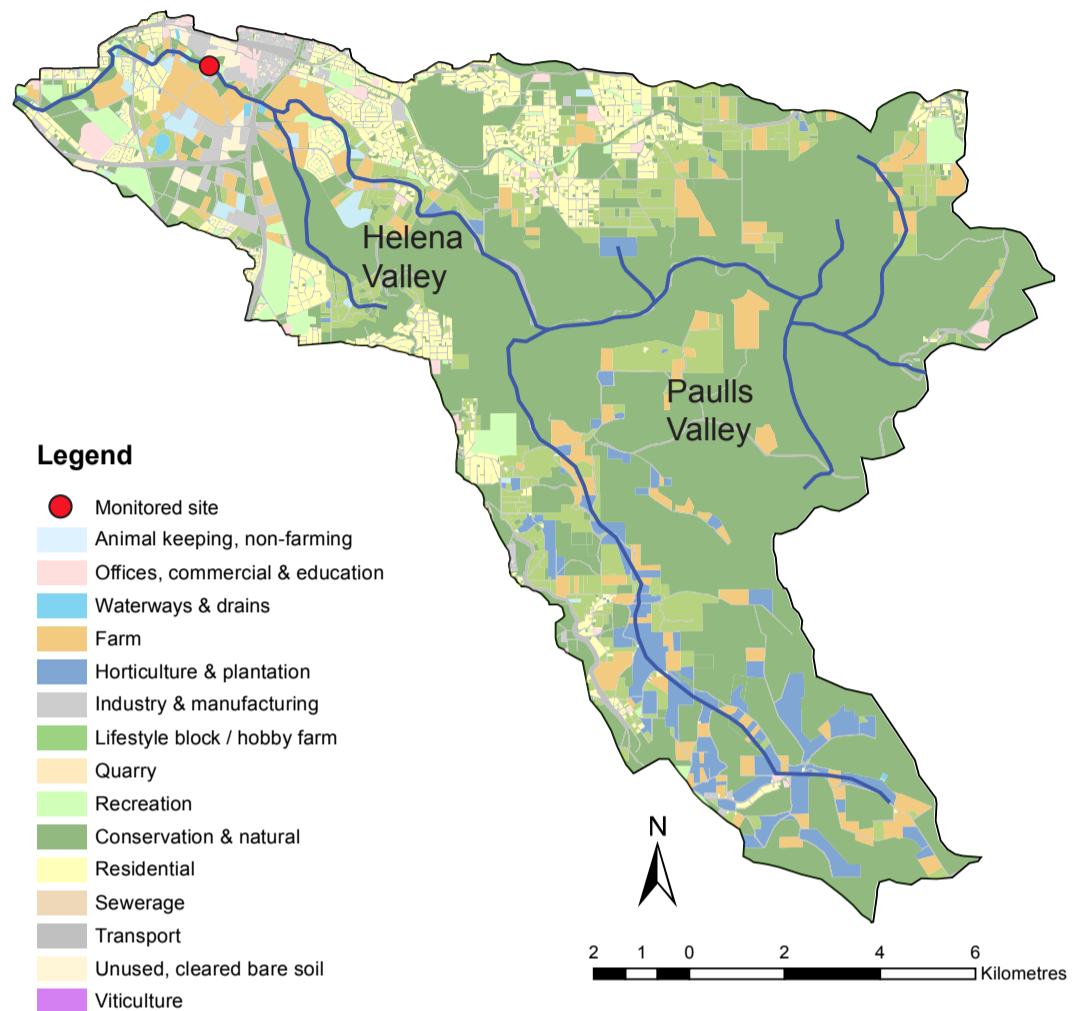 Helena
Valley
Paulls
Valley
Legend
Monitored site
Animal keeping, non-farming
Offices, commercial & education
Waterways & drains
Farm
Horticulture & plantation
Industry & manufacturing
Lifestyle block / hobby farm
Quarry
Recreation
Conservation & natural
Residential
Sewerage
Transport
Unused, cleared bare soil
Viticulture
N
2 1 0 2 4 6
Kilometres